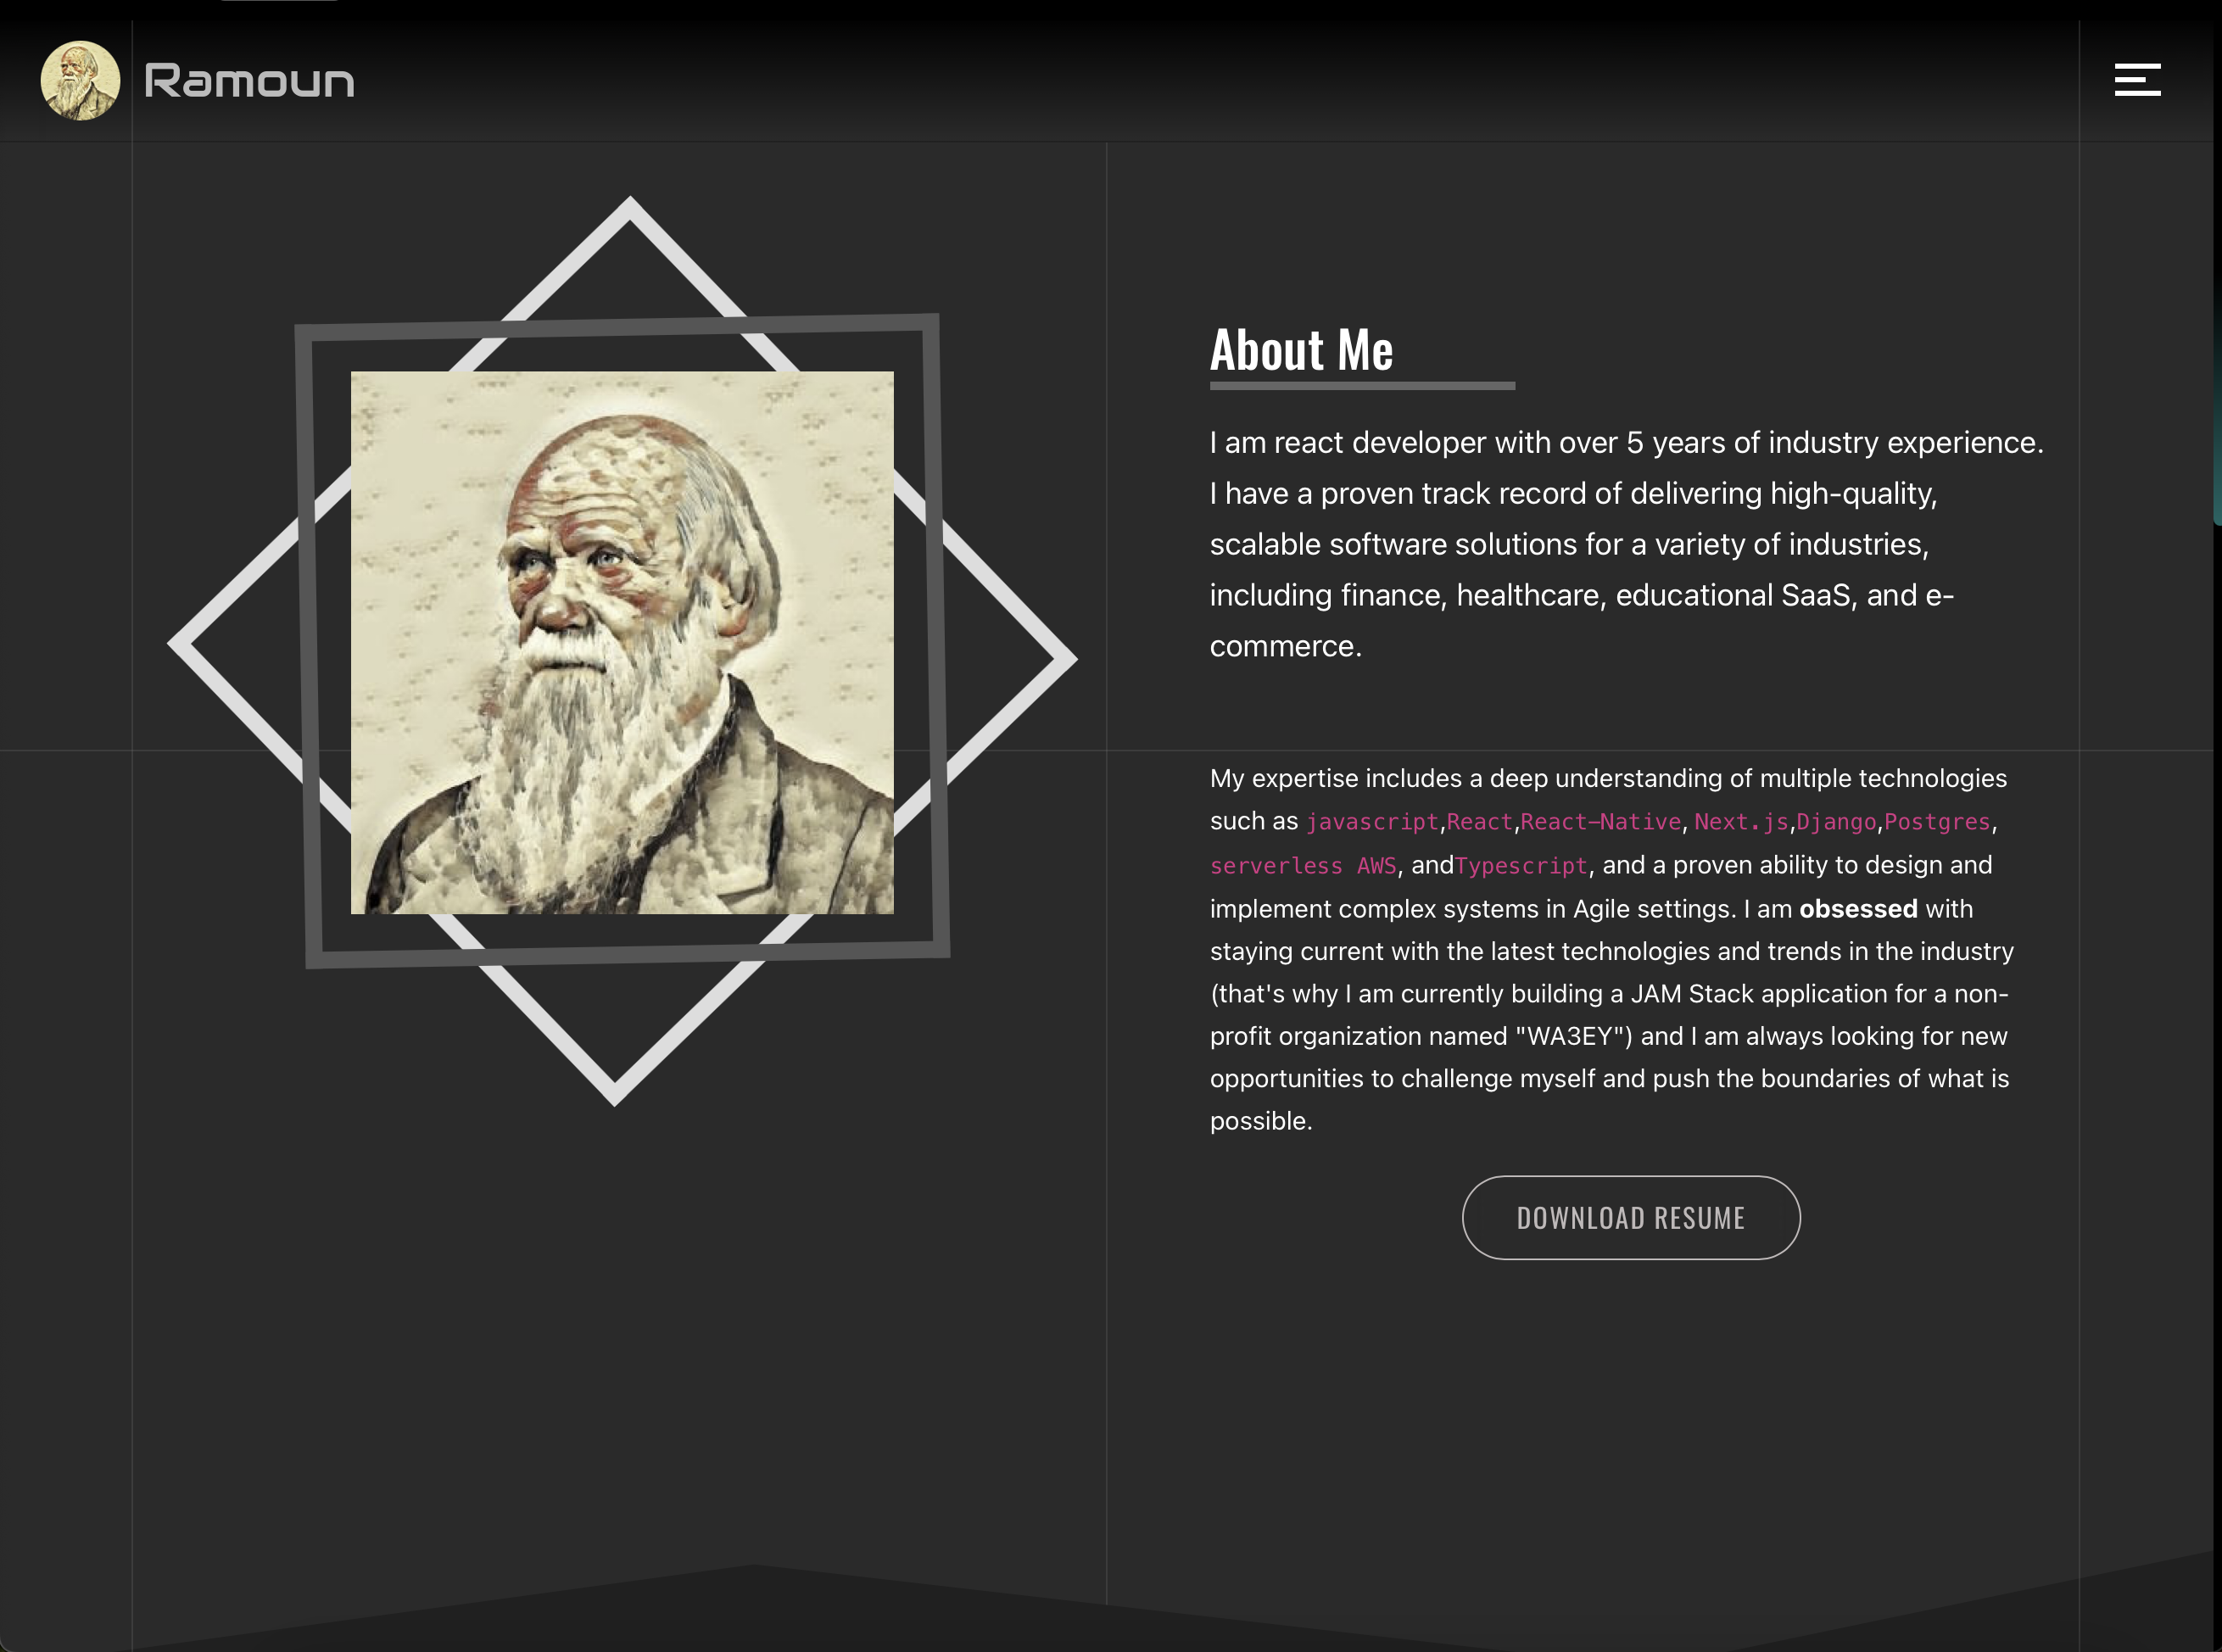 Ramoun
About Me
I am react developer with over 5 years of industry experience.
I have a proven track record of delivering high-quality,
scalable software solutions for a variety of industries,
including finance, healthcare, educational SaaS, and e-
commerce.
My expertise includes a deep understanding of multiple technologies
such as javascript,React,React-Native, Next.js,Django,Postgres,
serverless AWS, andTypescript, and a proven ability to design and
implement complex systems in Agile settings. I am obsessed with
staying current with the latest technologies and trends in the industry
(that's why I am currently building a JAM Stack application for a non-
profit organization named "WA3EY") and I am always looking for new
opportunities to challenge myself and push the boundaries of what is
possible.
DOWNLOAD RESUME